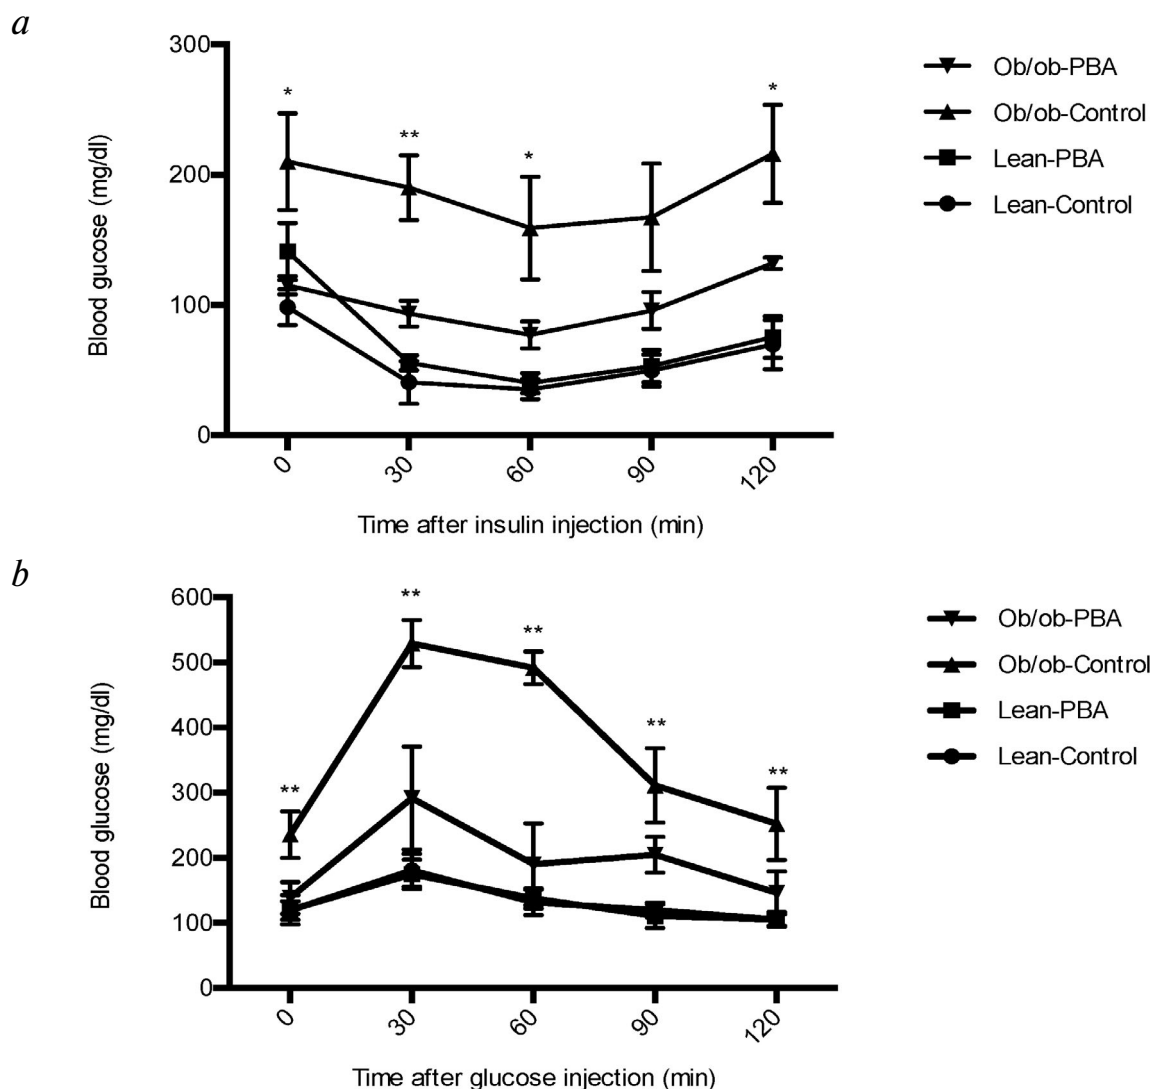 a
300
200
100
0
Blood gucose (mg/dl)
*
**
*
*
0
30
60
90
120
Time after insulin injection (min)
Ob/ob-PBA
Ob/ob-Control
Lean-PBA
Lean-Control
b
600
500
400
300
200
100
0
Blood glucose (mg/dl)
**
**
**
**
**
0
30
60
90
120
Time after glucose injection (min)
Ob/ob-PBA
Ob/ob-Control
Lean-PBA
Lean-Control